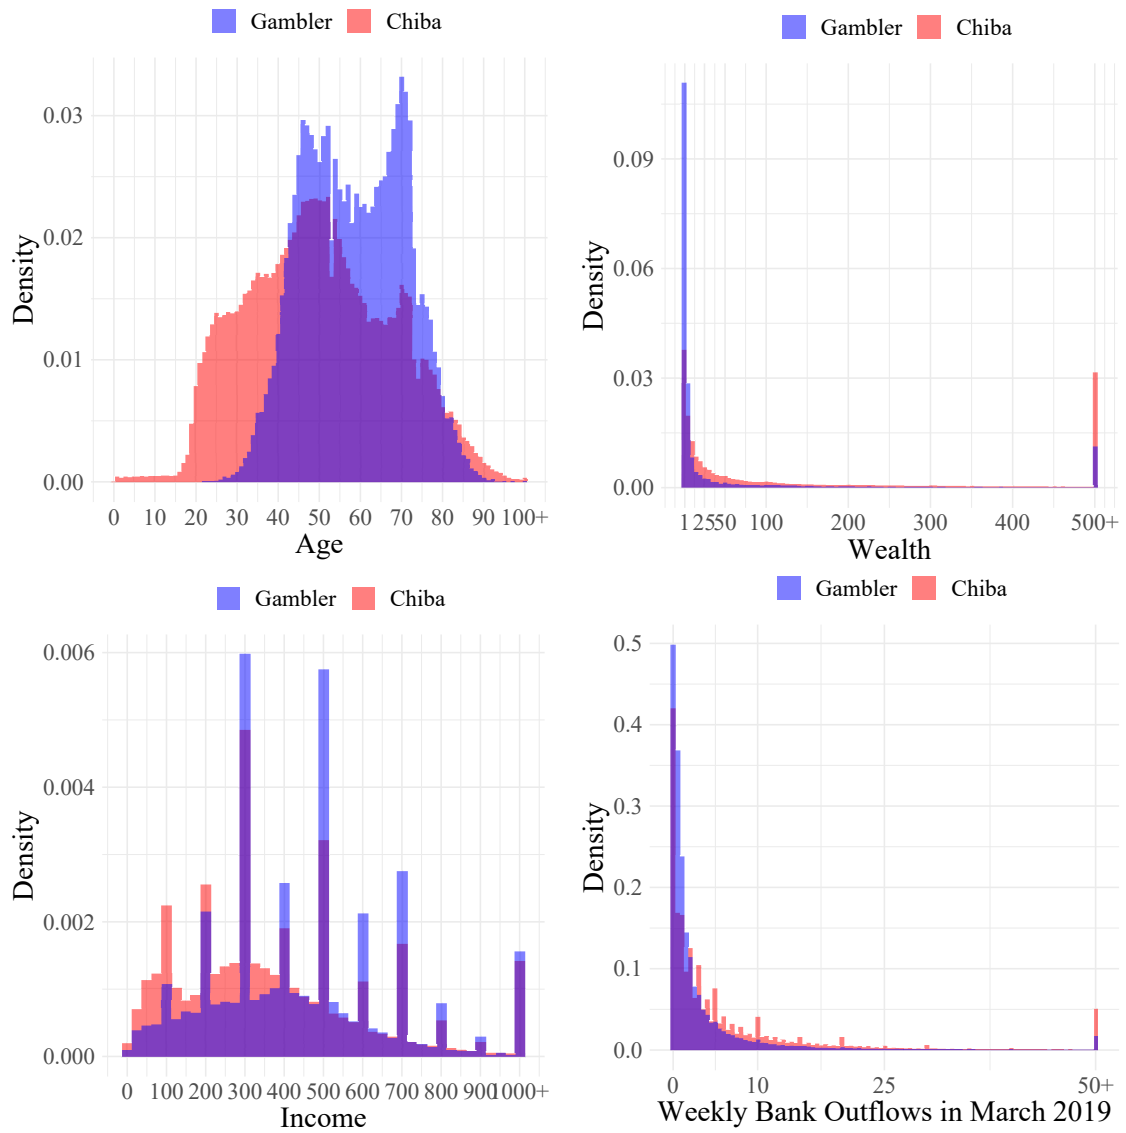 Gambler Chiba
Density
0.03
0.02
0.01
0.00
0 10 20 30 40 50 60 70 80 90 100+
Age
Gambler Chiba
Density
0.09
0.06
0.03
0.00
1 25 50 100 200 300 400 500+
Wealth
Gambler Chiba
Density
0.006
0.004
0.002
0.000
0 100 200 300 400 500 600 700 800 900 1000+
Income
Gambler Chiba
Density
0.5
0.4
0.3
0.2
0.1
0.0
0 10 25 50+
Weekly Bank Outflows in March 2019